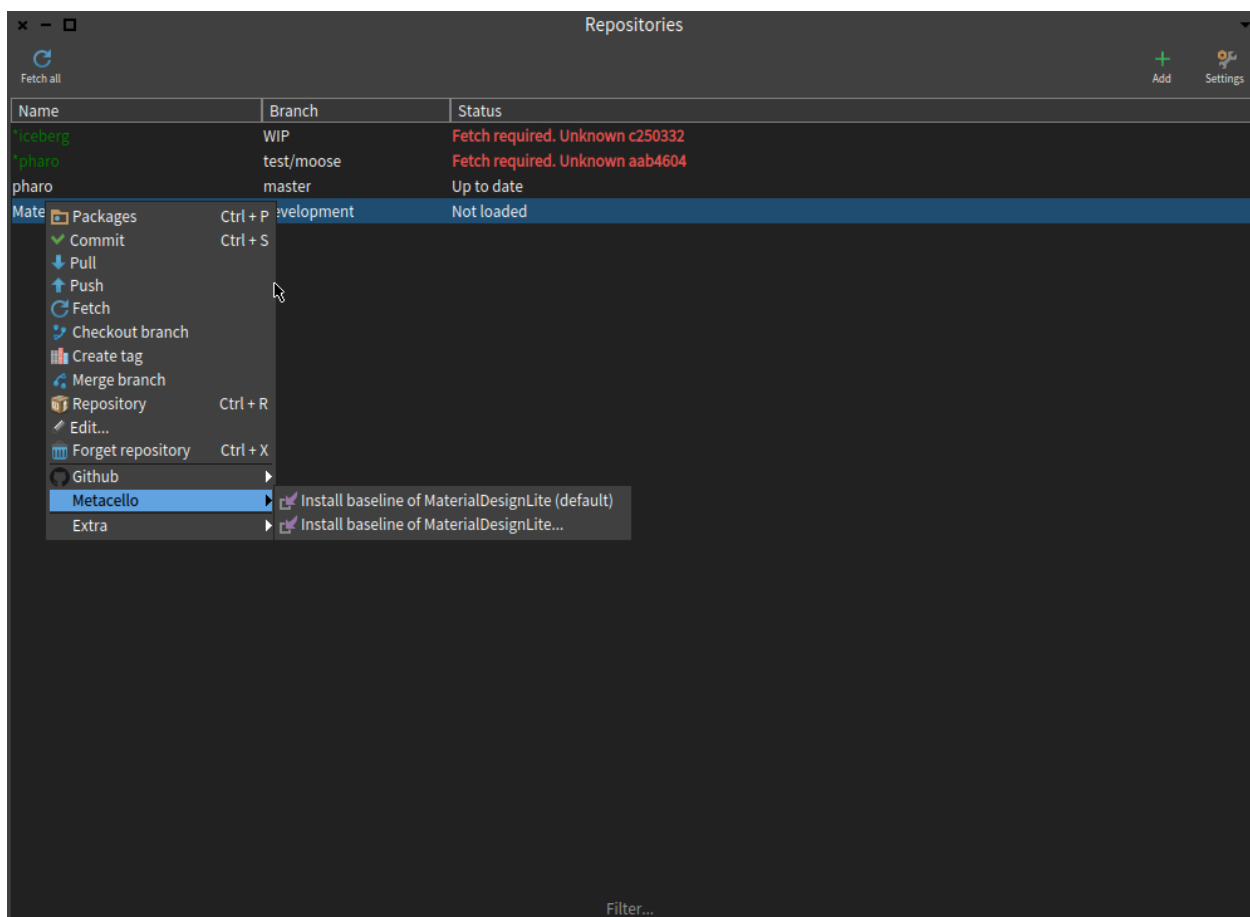 Repositories
Fetch all
Add
Settings
Name Branch Status
*iceberg WIP Fetch required. Unknown c250332
*pharo test/moose Fetch required. Unknown aab4604
pharo master Up to date
Mate evelopment Not loaded
Packages Ctrl + P
Commit Ctrl + S
Pull
Push
Fetch
Checkout branch
Create tag
Merge branch
Repository Ctrl + R
Edit...
Forget repository Ctrl + X
Github
Metacello
Install baseline of MaterialDesignLite (default)
Extra
Install baseline of MaterialDesignLite...
Filter...